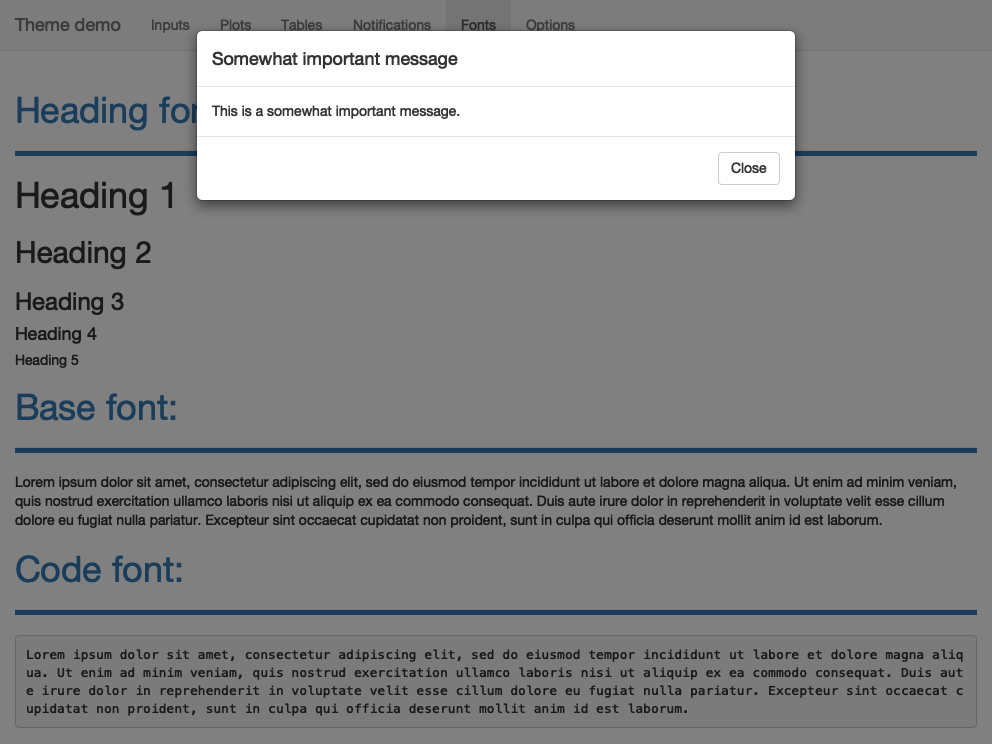 Theme demo Inputs Plots Tables Notifications Fonts Options
Somewhat important message
This is a somewhat important message.
Close
Heading
Heading 1
Heading 2
Heading 3
Heading 4
Heading 5
Base font:
Lorem ipsum dolor sit amet, consectetur adipiscing elit, sed do eiusmod tempor incididunt ut labore et dolore magna aliqua. Ut enim ad minim veniam,
quis nostrud exercitation ullamco laboris nisi ut aliquip ex ea commodo consequat. Duis aute irure dolor in reprehenderit in voluptate velit esse cillum
dolore eu fugiat nulla pariatur. Excepteur sint occaecat cupidatat non proident, sunt in culpa qui officia deserunt mollit anim id est laborum.
Code font:
Lorem ipsum dolor sit amet, consectetur adipiscing elit, sed do eiusmod tempor incididunt ut labore et dolore magna aliq
ua. Ut enim ad minim veniam, quis nostrud exercitation ullamco laboris nisi ut aliquip ex ea commodo consequat. Duis aut
e irure dolor in reprehenderit in voluptate velit esse cillum dolore eu fugiat nulla pariatur. Excepteur sint occaecat c
upidatat non proident, sunt in culpa qui officia deserunt mollit anim id est laborum.